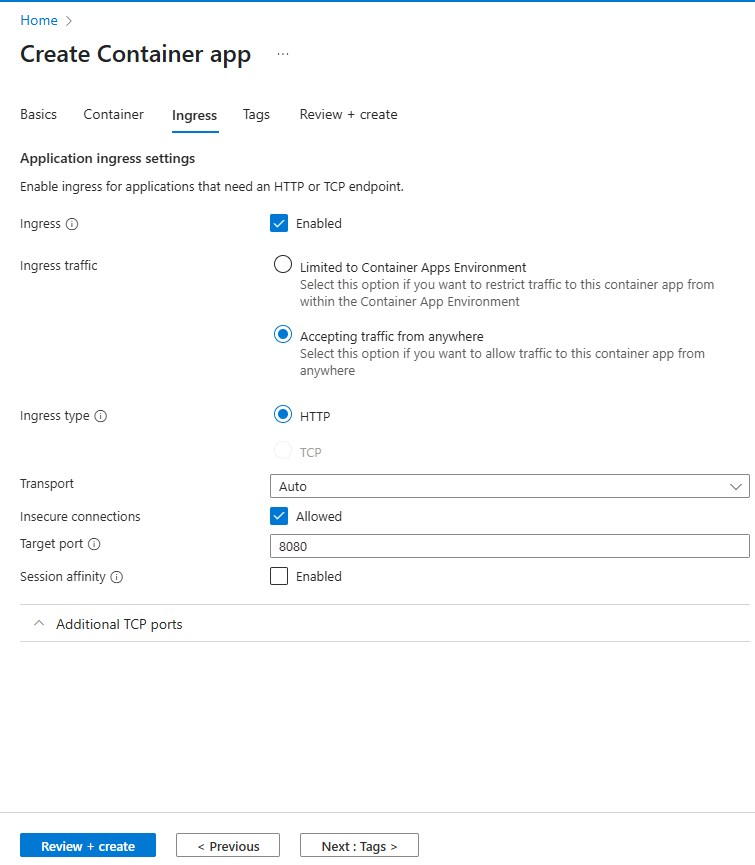 Home >
Create Container app ...
Basics Container Ingress Tags Review + create
Application ingress settings
Enable ingress for applications that need an HTTP or TCP endpoint.
Ingress Enabled
Ingress traffic Limited to Container Apps Environment
Select this option if you want to restrict traffic to this container app from
within the Container App Environment
Accepting traffic from anywhere
Select this option if you want to allow traffic to this container app from
anywhere
Ingress type HTTP
TCP
Transport Auto
Insecure connections Allowed
Target port 8080
Session affinity Enabled
Additional TCP ports
Review + create < Previous Next : Tags >